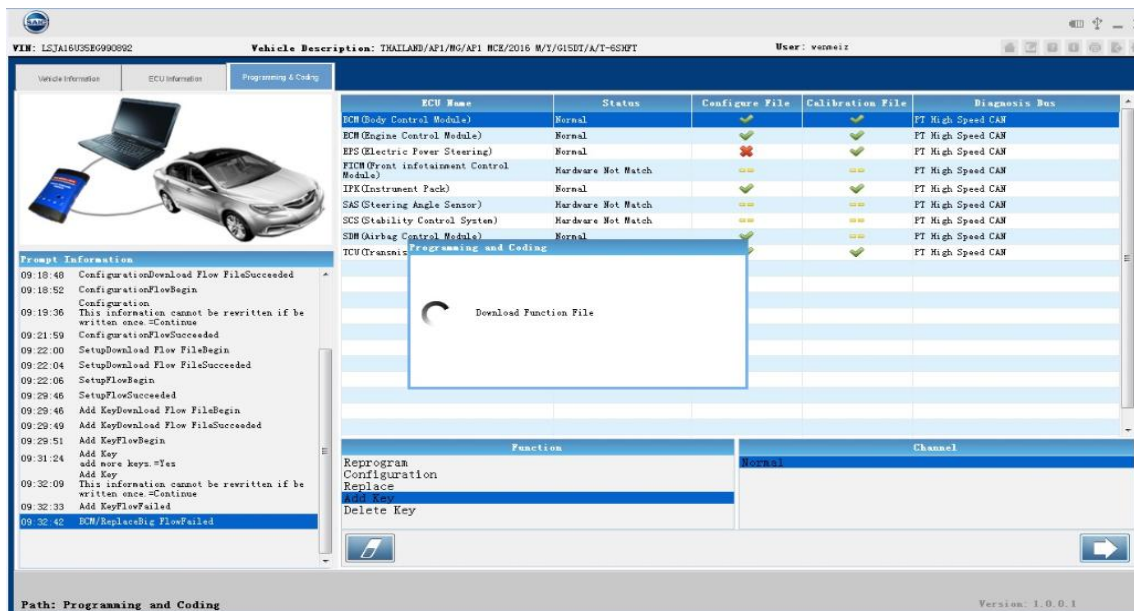 SAIC
VIN: LSJA16U35EG990892 Vehicle Description: THAILAND/AP1/MG/AP1 MCE/2016 M/Y/G15DT/A/T-6SHFT User: venmeiz
Vehicle Information ECU Information Programming & Coding
ECU Name Status Configure File Calibration File Diagnosis Bus
BCM(Body Control Module) Normal PT High Speed CAN
ECM(Engine Control Module) Normal PT High Speed CAN
EPS(Electric Power Steering) Normal PT High Speed CAN
FICM(Front infotainment Control
Module) Hardware Not Match PT High Speed CAN
IPK(Instrument Pack) Normal PT High Speed CAN
SAS(Steering Angle Sensor) Hardware Not Match PT High Speed CAN
SCS(Stability Control System) Hardware Not Match PT High Speed CAN
SDM(Airbag Control Module) Normal PT High Speed CAN
TCU(Transmis PT High Speed CAN
Programming and Coding
Download Function File
Prompt Information
09:18:48 ConfigurationDownload Flow FileSucceeded
09:18:52 ConfigurationFlowBegin
Configuration
09:19:36 This information cannot be rewritten if be
written once.=Continue
09:21:59 ConfigurationFlowSucceeded
09:22:00 SetupDownload Flow FileBegin
09:22:04 SetupDownload Flow FileSucceeded
09:22:06 SetupFlowBegin
09:29:46 SetupFlowSucceeded
09:29:46 Add KeyDownload Flow FileBegin
09:29:49 Add KeyDownload Flow FileSucceeded
09:29:51 Add KeyFlowBegin
09:31:24 Add Key
add more keys.=Yes
Add Key
09:32:09 This information cannot be rewritten if be
written once.=Continue
09:32:33 Add KeyFlowFailed
09:32:42 BCM/ReplaceBig FlowFailed
Function Channel
Reprogram Normal
Configuration
Replace
Add Key
Delete Key
Path: Programming and Coding Version: 1.0.0.1